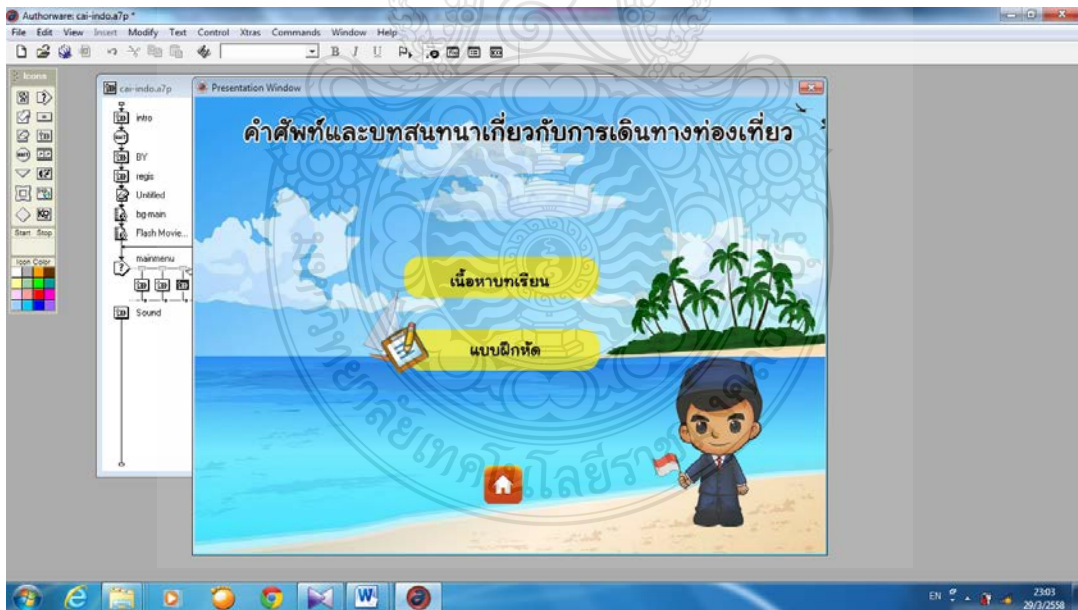 Authorware: cai-indo.a7p *
File Edit View Insert Modify Text Control Xtras Commands Window Help
B I U
Icons
cai-indo.a7p
Presentation Window
intro
BY
regis
Untitled
bg-main
Flash Movie...
mainmenu
Sound
Start Stop
Icon Color
คำศัพท์และบทสนทนาเกี่ยวกับการเดินทางท่องเที่ยว
เนื้อหาบทเรียน
แบบฝึกหัด
EN
23:03
29/3/2558